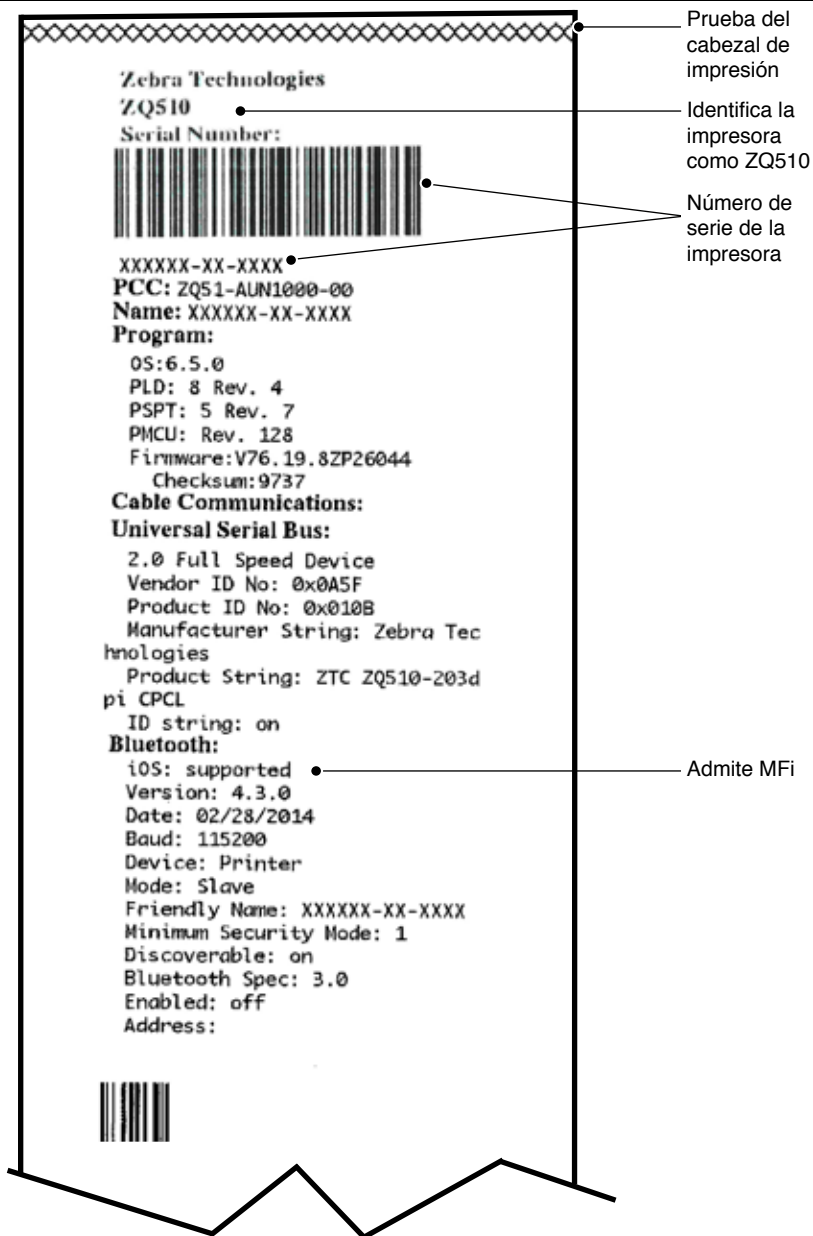 Prueba del
cabezal de
impresión
Zebra Technologies
ZQ510
Identifica la
impresora
como ZQ510
Serial Number:
Número de
serie de la
impresora
XXXXXX-XX-XXXX
PCC: ZQ51-AUN1000-00
Name: XXXXXX-XX-XXXX
Program:
OS:6.5.0
PLD: 8 Rev. 4
PSPT: 5 Rev. 7
PMCU: Rev. 128
Firmware:V76.19.8ZP26044
Checksum:9737
Cable Communications:
Universal Serial Bus:
2.0 Full Speed Device
Vendor ID No: 0x0A5F
Product ID No: 0x010B
Manufacturer String: Zebra Tec
hnologies
Product String: ZTC ZQ510-203d
pi CPCL
ID string: on
Bluetooth:
iOS: supported
Admite MFi
Version: 4.3.0
Date: 02/28/2014
Baud: 115200
Device: Printer
Mode: Slave
Friendly Name: XXXXXX-XX-XXXX
Minimum Security Mode: 1
Discoverable: on
Bluetooth Spec: 3.0
Enabled: off
Address: